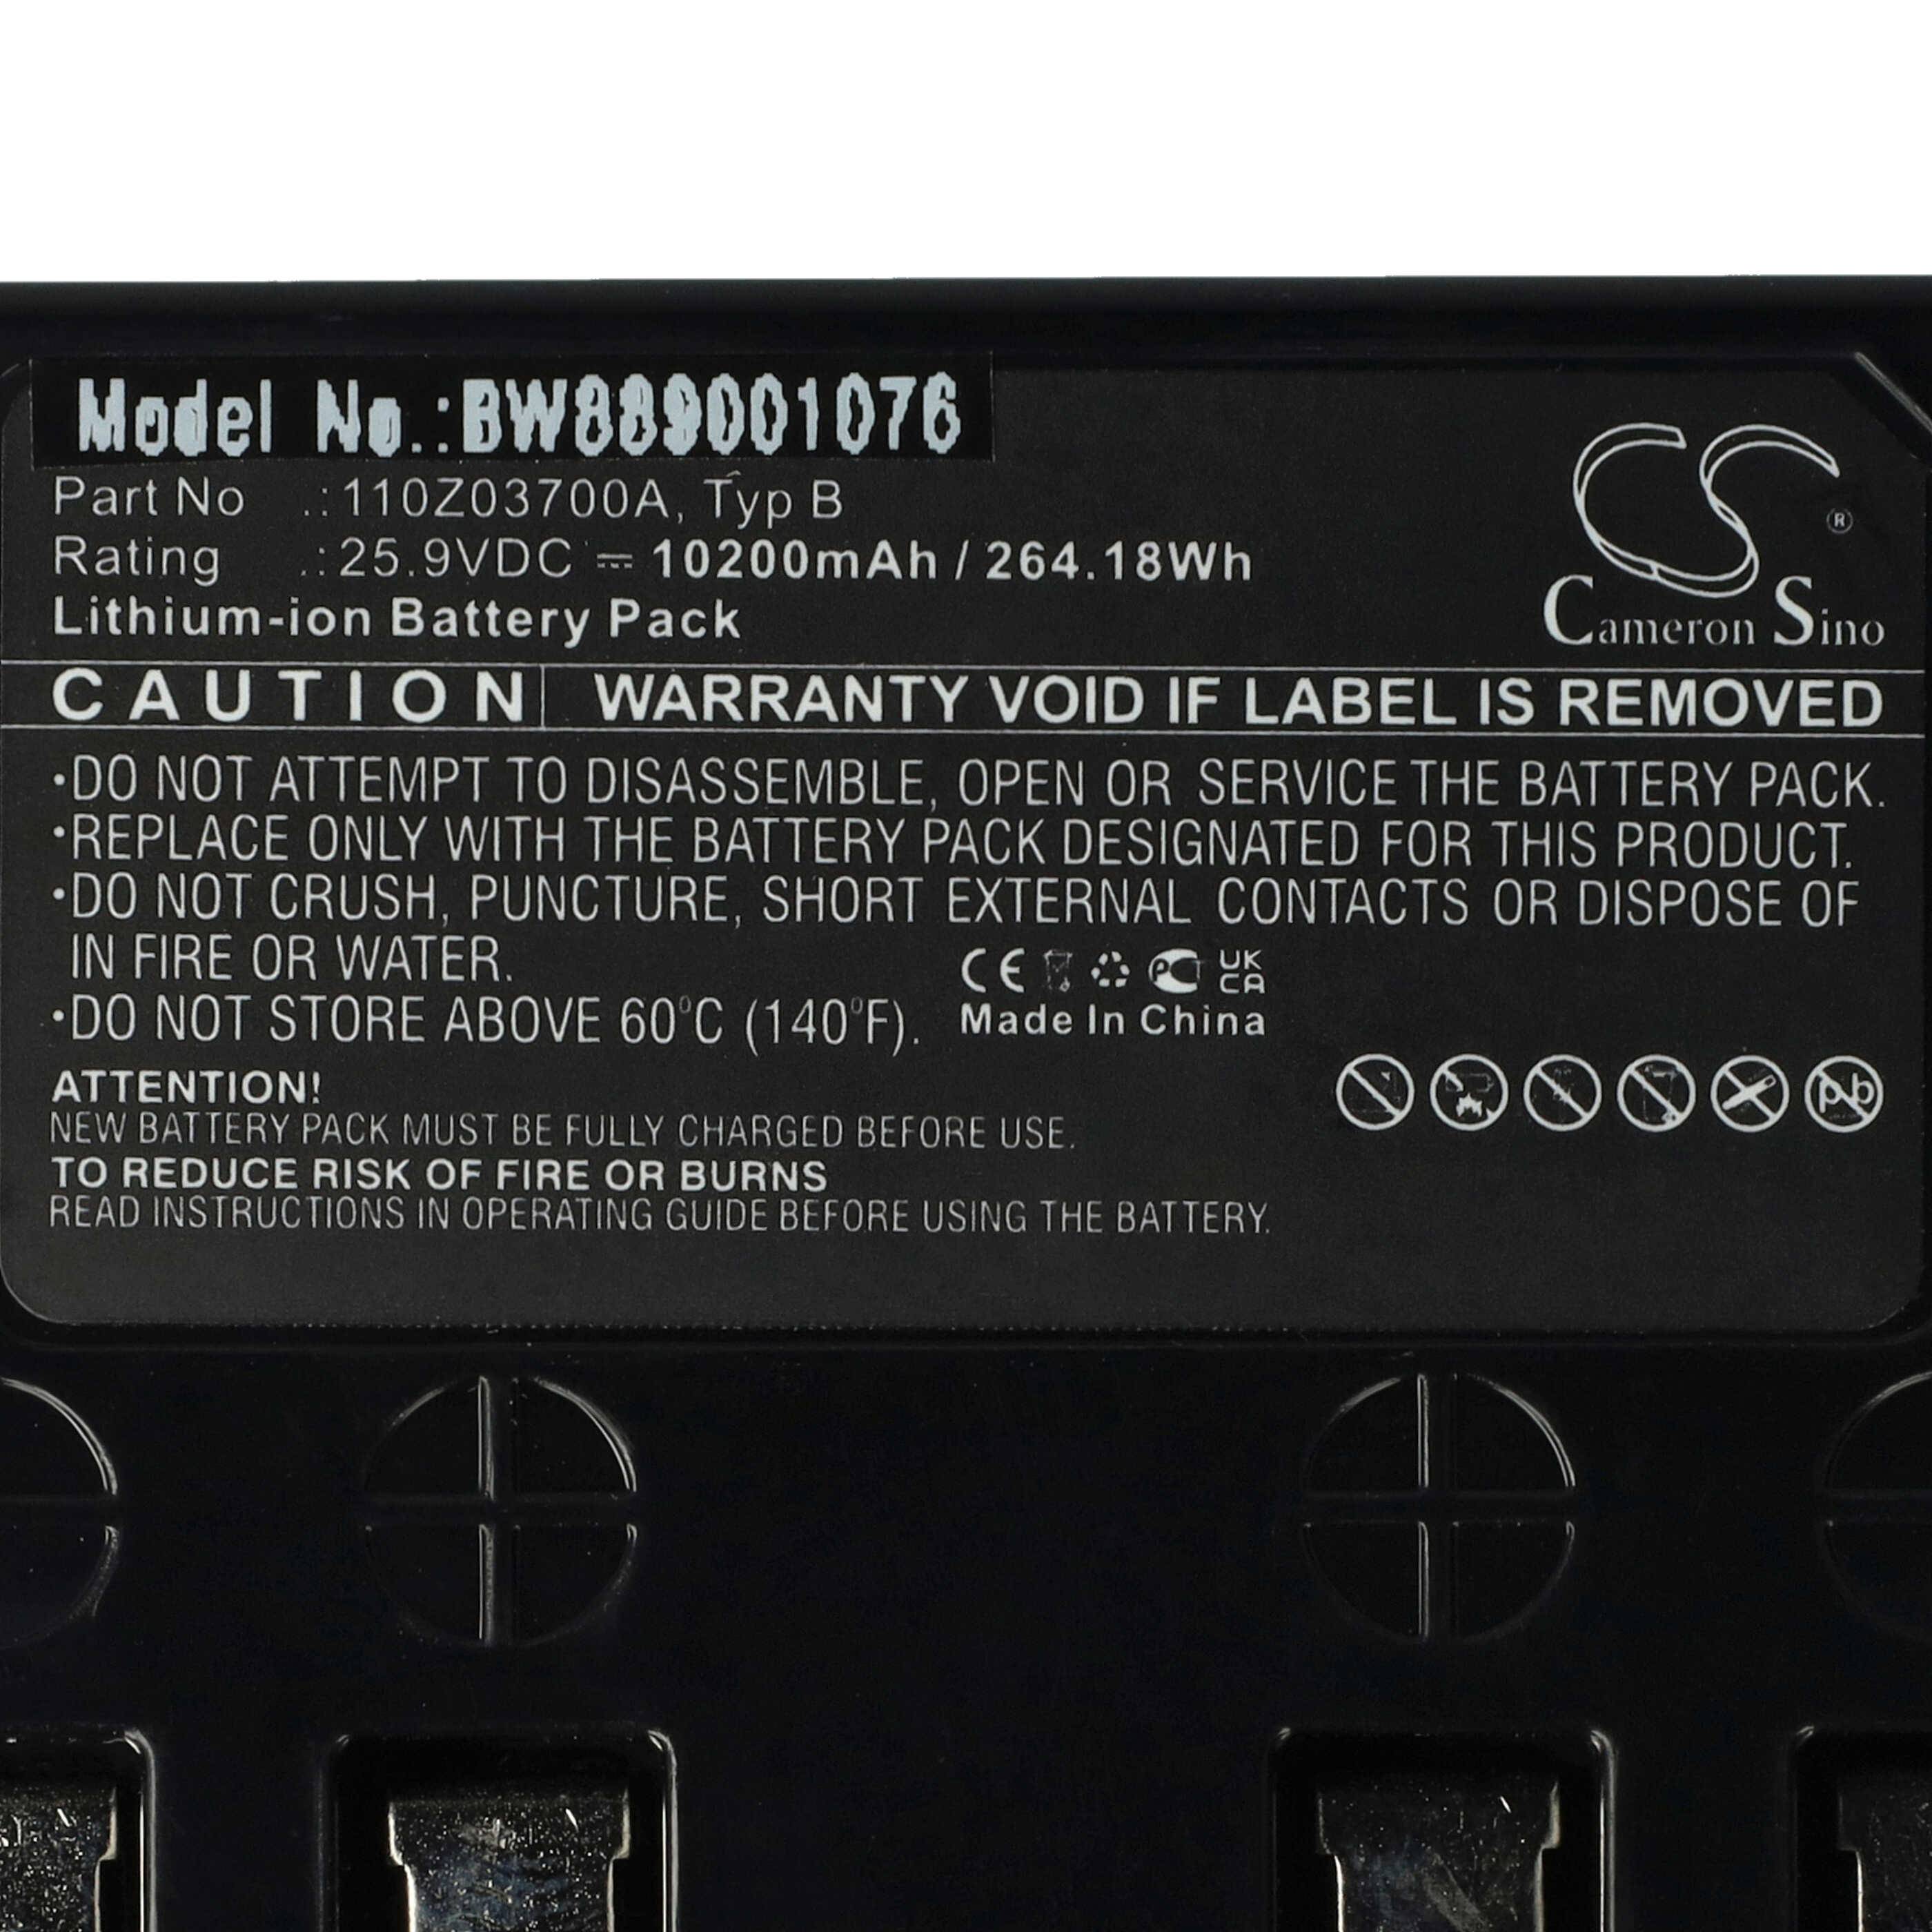 Model No.:BW889001076
Part No .:110Z03700A, Typ B
Rating .:25.9VDC ⎓ 10200mAh / 264.18Wh
Lithium-ion Battery Pack
CS®
Cameron Sino
CAUTION WARRANTY VOID IF LABEL IS REMOVED
•DO NOT ATTEMPT TO DISASSEMBLE, OPEN OR SERVICE THE BATTERY PACK.
•REPLACE ONLY WITH THE BATTERY PACK DESIGNATED FOR THIS PRODUCT.
•DO NOT CRUSH, PUNCTURE, SHORT EXTERNAL CONTACTS OR DISPOSE OF
IN FIRE OR WATER.
CE PC UK CA
•DO NOT STORE ABOVE 60°C (140°F).
Made In China
ATTENTION!
NEW BATTERY PACK MUST BE FULLY CHARGED BEFORE USE.
Pb
TO REDUCE RISK OF FIRE OR BURNS
READ INSTRUCTIONS IN OPERATING GUIDE BEFORE USING THE BATTERY.